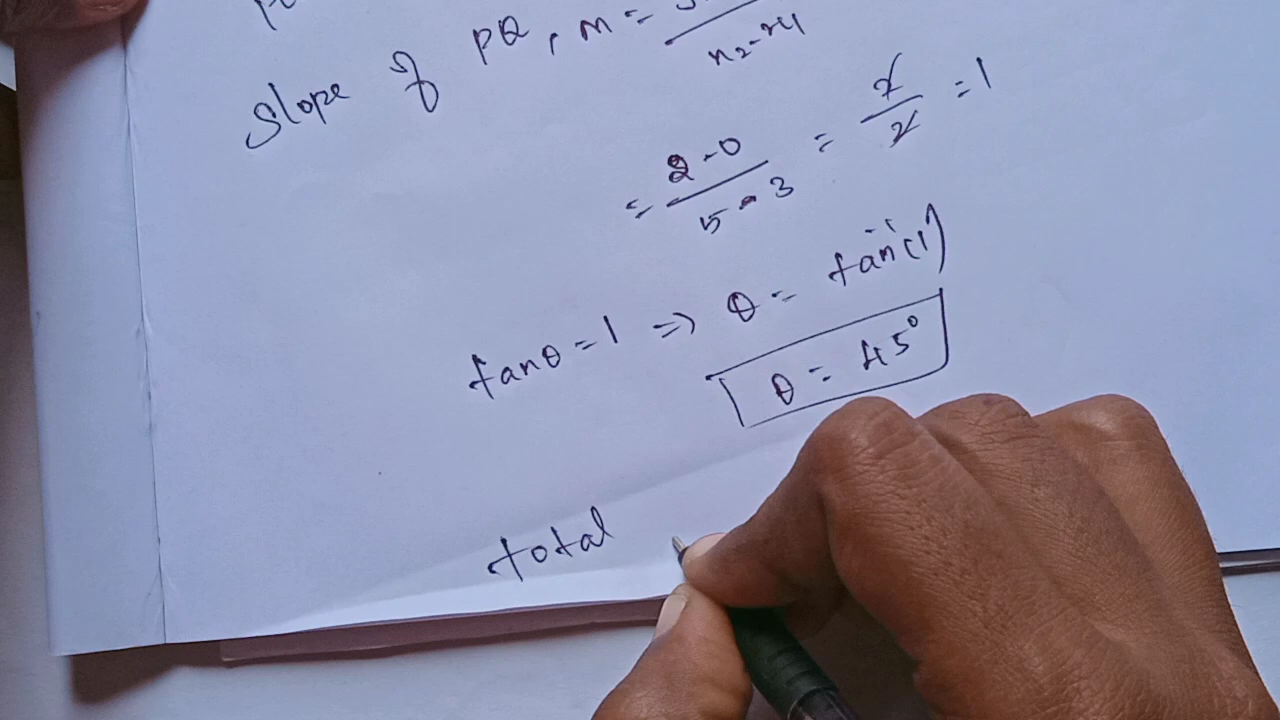 Slope of PQ, m =
x2-x1
= 2-0 / 5-3 = 2/2 = 1
tanθ = 1 => θ = tan-1(1)
θ = 45°
total